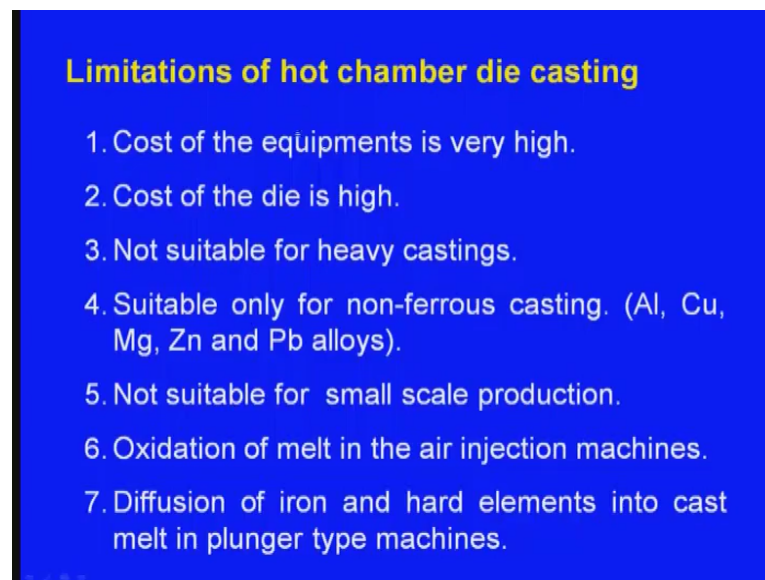 Limitations of hot chamber die casting
1. Cost of the equipments is very high.
2. Cost of the die is high.
3. Not suitable for heavy castings.
4. Suitable only for non-ferrous casting. (Al, Cu,
Mg, Zn and Pb alloys).
5. Not suitable for small scale production.
6. Oxidation of melt in the air injection machines.
7. Diffusion of iron and hard elements into cast
melt in plunger type machines.